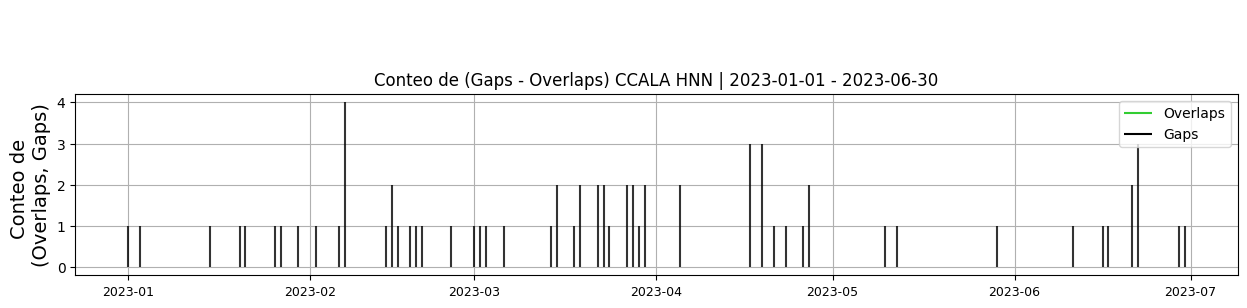 Conteo de (Gaps - Overlaps) CCALA HNN | 2023-01-01 - 2023-06-30
Conteo de
(Overlaps, Gaps)
4
3
2
1
0
Overlaps
Gaps
2023-01
2023-02
2023-03
2023-04
2023-05
2023-06
2023-07